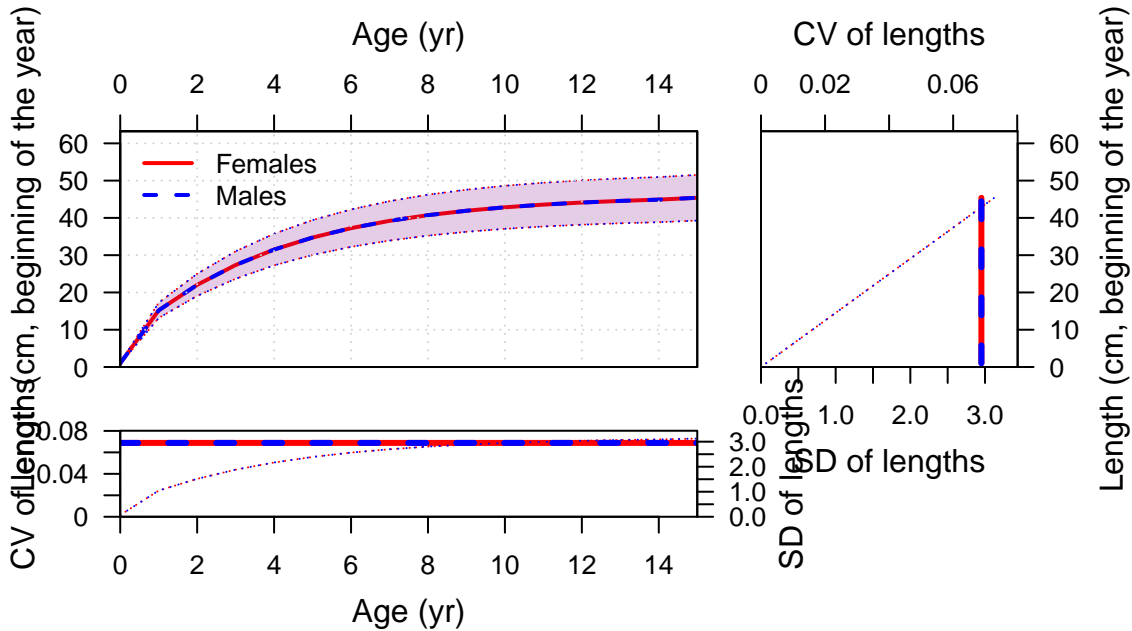 Age (yr)
CV of lengths
0 2 4 6 8 10 12 14
0 0.02 0.06
Length (cm, beginning of the year)
60
50
40
30
20
10
0
Females
Males
60
50
40
30
20
10
0
Length (cm, beginning of the year)
0.0 1.0 2.0 3.0
SD of lengths
CV of lengths
0.08
0.04
0
3.0
2.0
1.0
0.0
SD of lengths
0 2 4 6 8 10 12 14
Age (yr)